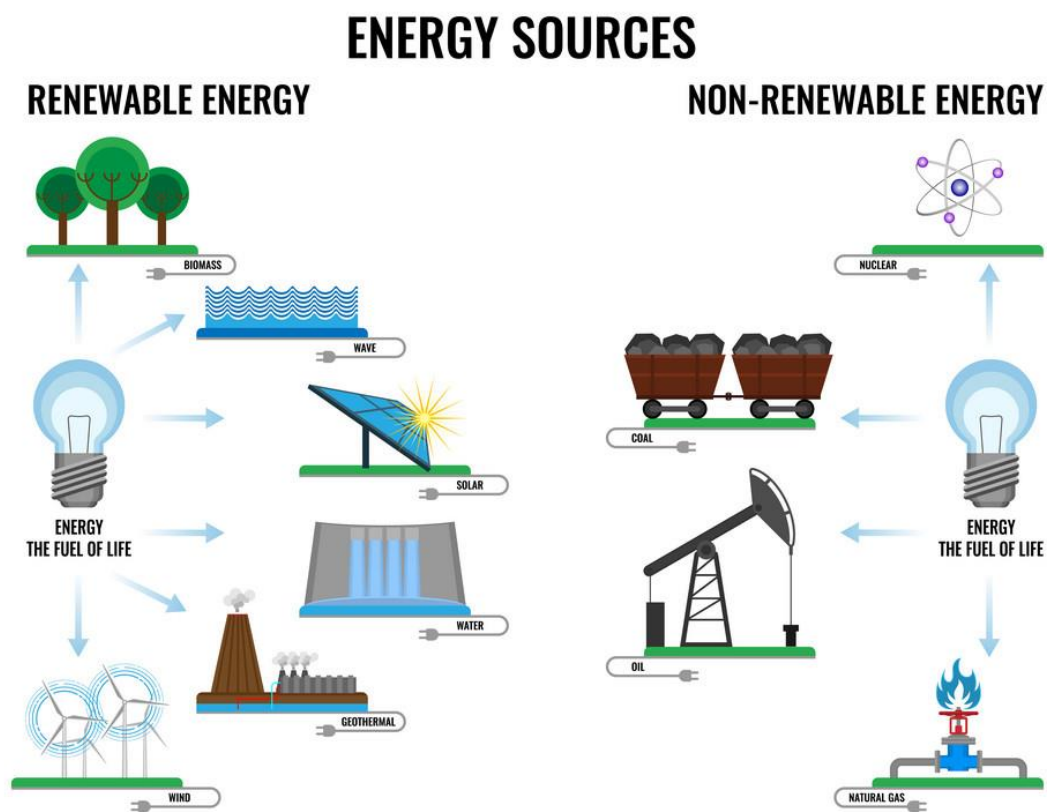 ENERGY SOURCES
RENEWABLE ENERGY
BIOMASS
WAVE
SOLAR
ENERGY
THE FUEL OF LIFE
WATER
GEOTHERMAL
WIND
NON-RENEWABLE ENERGY
NUCLEAR
COAL
ENERGY
THE FUEL OF LIFE
OIL
NATURAL GAS